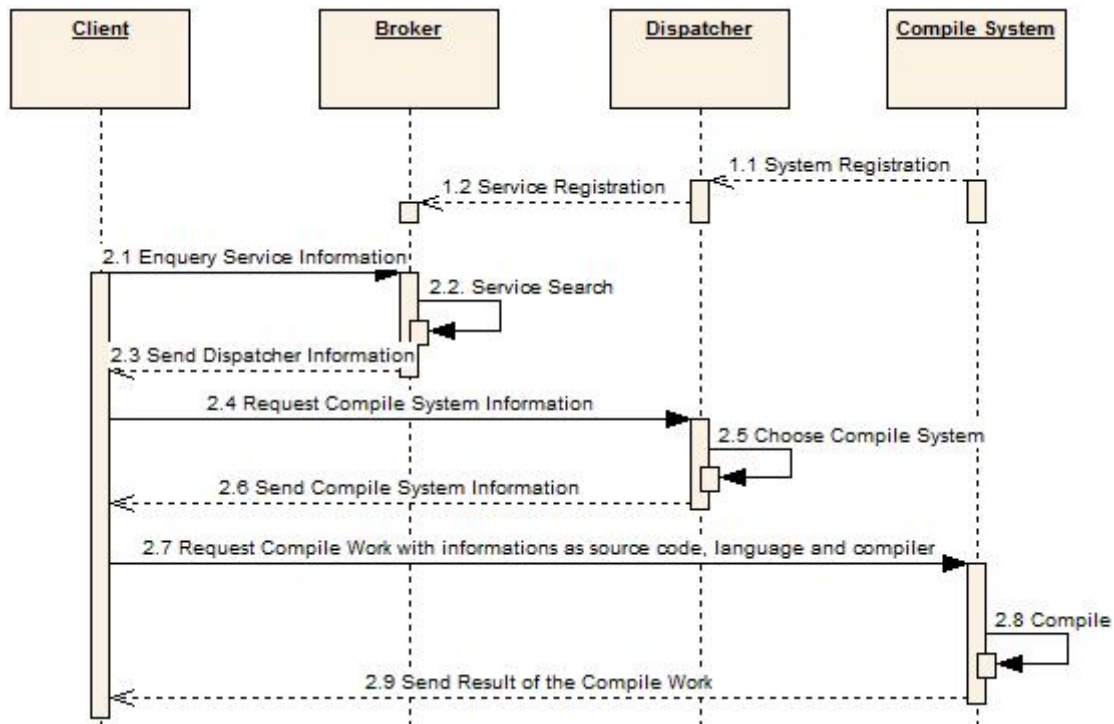 Client
Broker
Dispatcher
Compile System
1.1 System Registration
1.2 Service Registration
2.1 Enquery Service Information
2.2. Service Search
2.3 Send Dispatcher Information
2.4 Request Compile System Information
2.5 Choose Compile System
2.6 Send Compile System Information
2.7 Request Compile Work with informations as source code, language and compiler
2.8 Compile
2.9 Send Result of the Compile Work